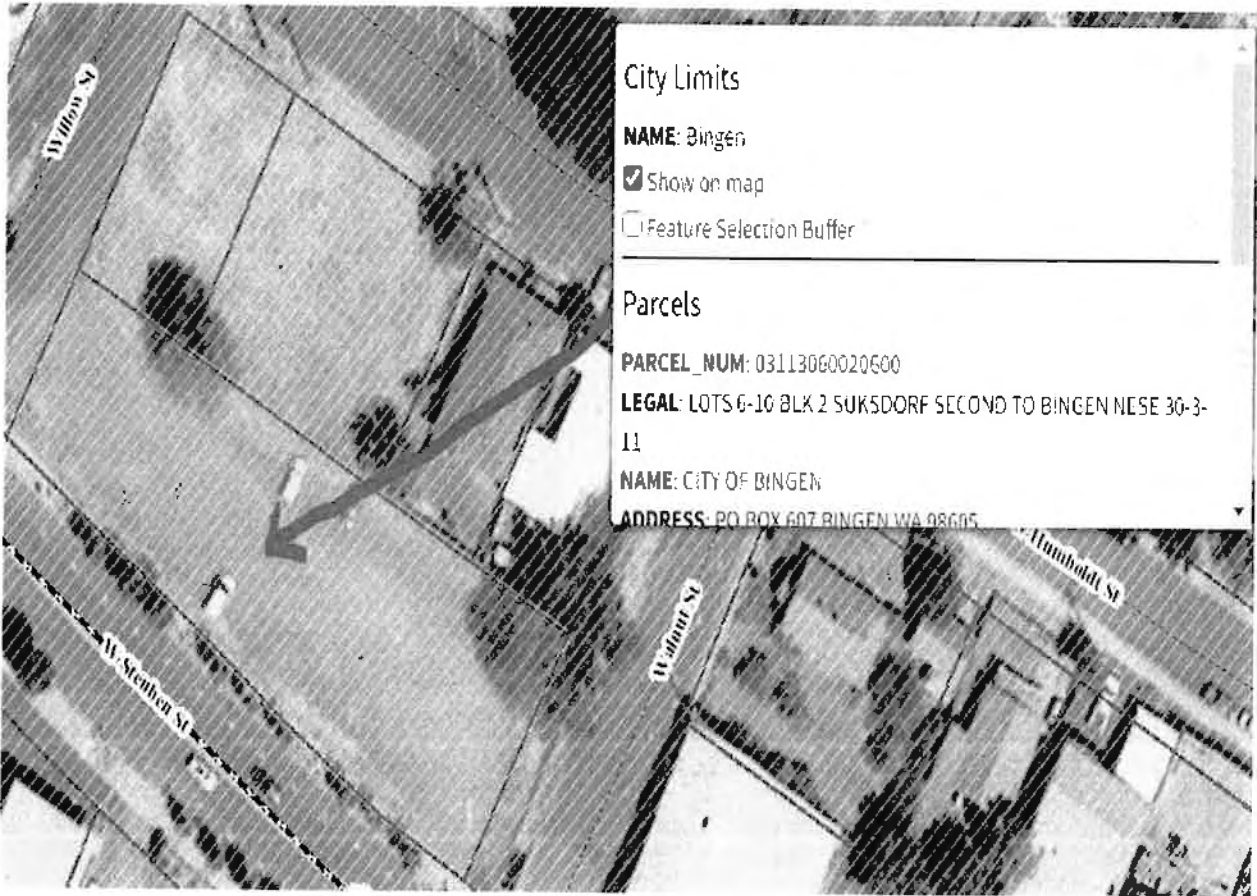 Willow St
City Limits
NAME: Bingen
Show on map
Feature Selection Buffer
Parcels
PARCEL_NUM: 03113060020600
LEGAL: LOTS 6-10 BLK 2 SUKSDORF SECOND TO BINGEN NESE 30-3-
11
NAME: CITY OF BINGEN
ADDRESS: PO BOX 607 BINGEN WA 98605
Humboldt St
Walnut St
W Steuben St